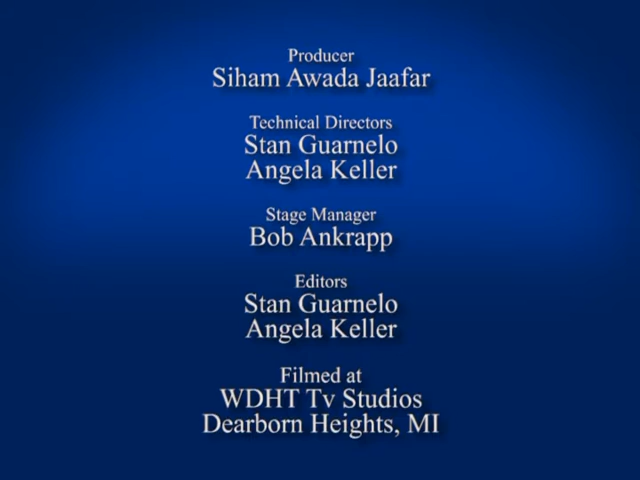 Producer
Siham Awada Jaafar
Technical Directors
Stan Guarnelo
Angela Keller
Stage Manager
Bob Ankrapp
Editors
Stan Guarnelo
Angela Keller
Filmed at
WDHT Tv Studios
Dearborn Heights, MI